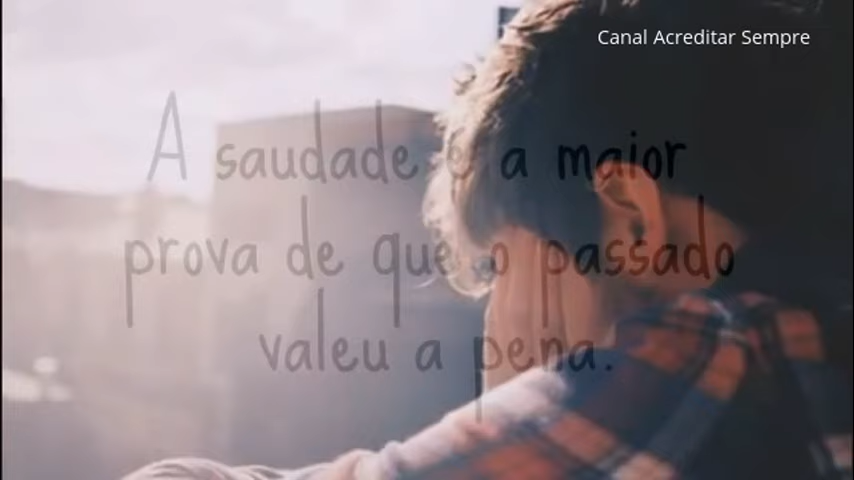 Canal Acreditar Sempre
A saudade é a maior
prova de que o passado
valeu a pena.